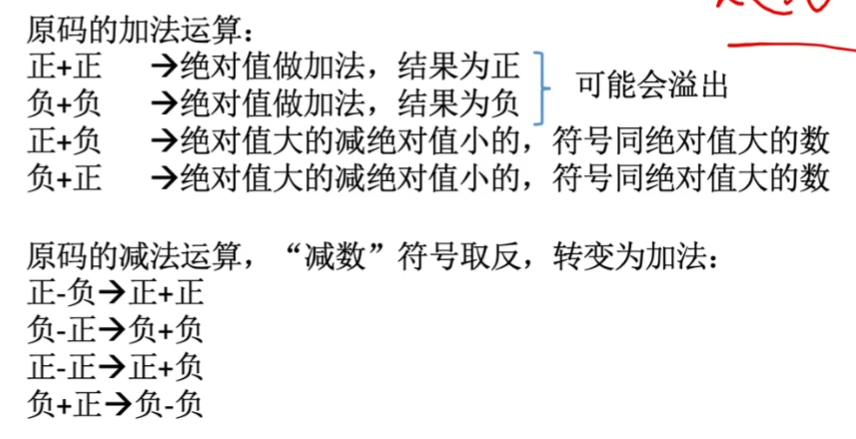 原码的加法运算：
正+正 →绝对值做加法，结果为正
负+负 →绝对值做加法，结果为负
可能会溢出
正+负 →绝对值大的减绝对值小的，符号同绝对值大的数
负+正 →绝对值大的减绝对值小的，符号同绝对值大的数
原码的减法运算，“减数”符号取反，转变为加法：
正-负→正+正
负-正→负+负
正-正→正+负
负+正→负-负